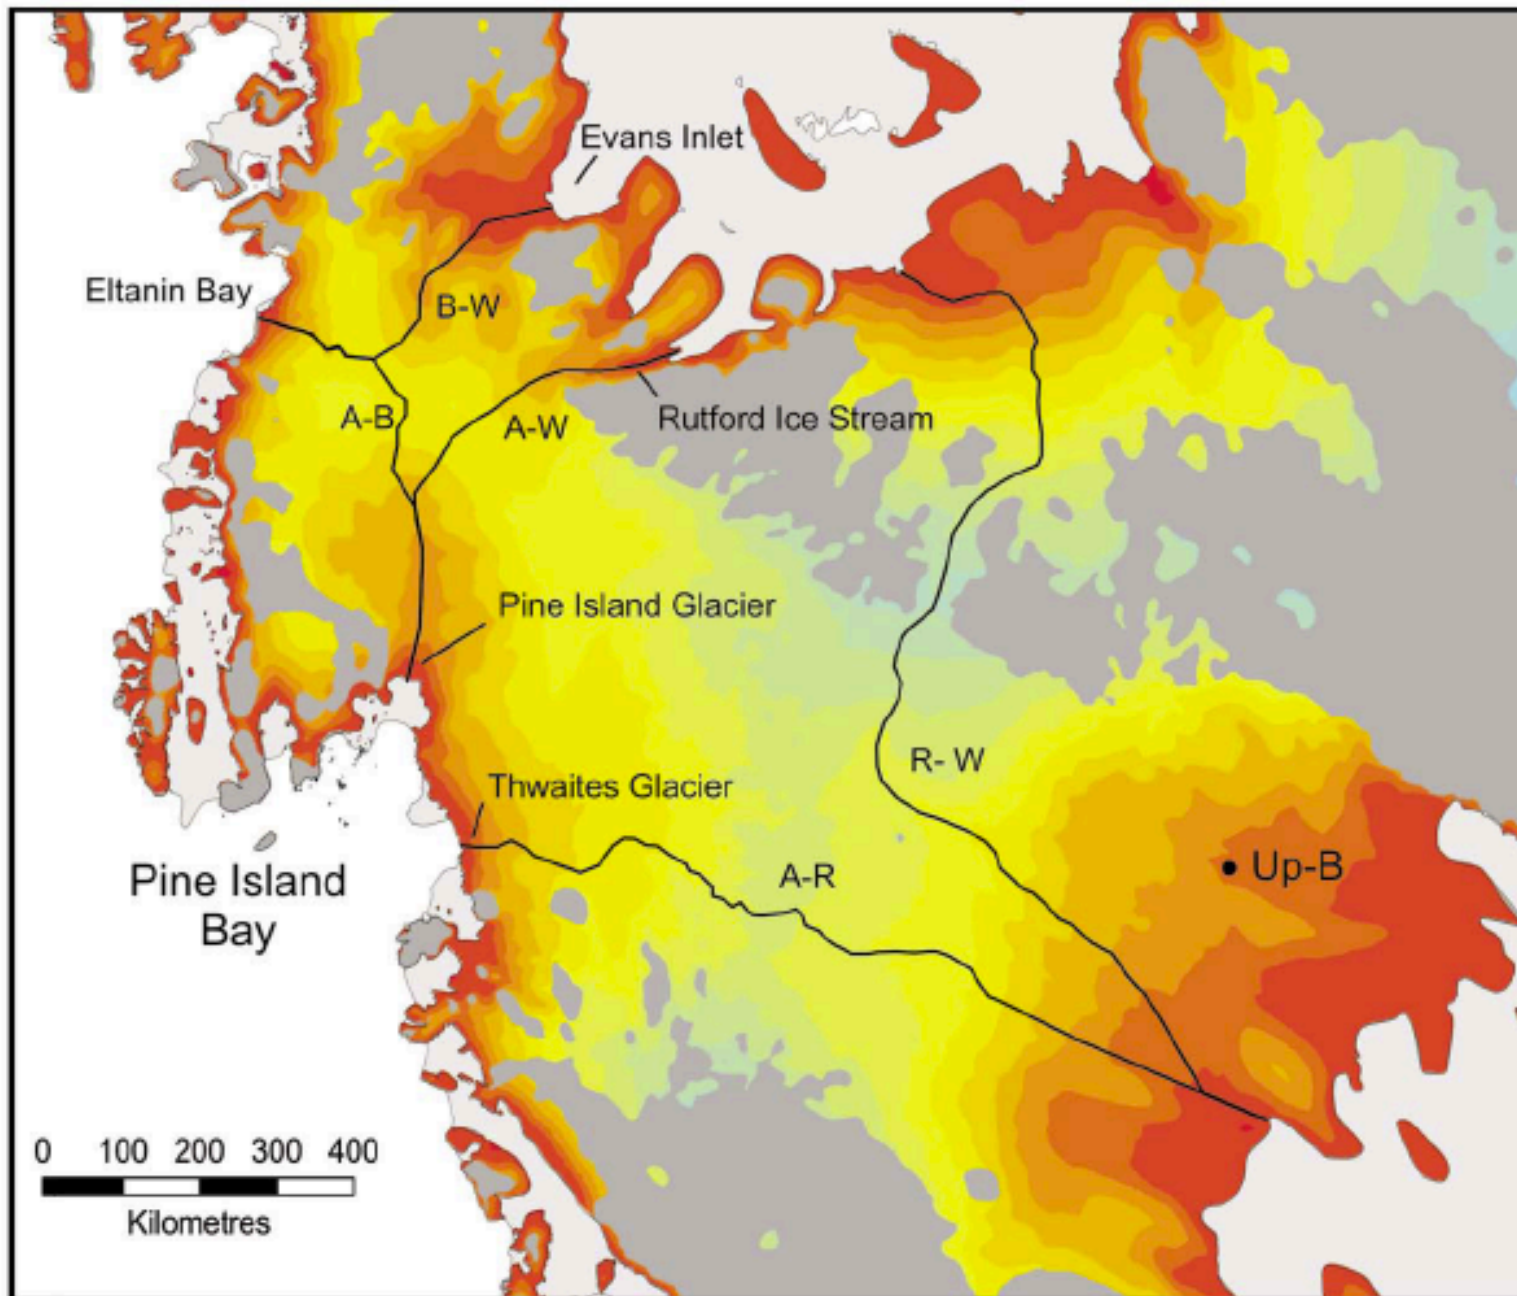 Evans Inlet
Eltanin Bay
B-W
A-B
A-W
Rutford Ice Stream
Pine Island Glacier
R- W
Thwaites Glacier
A-R
Up-B
Pine Island
Bay
0 100 200 300 400
Kilometres